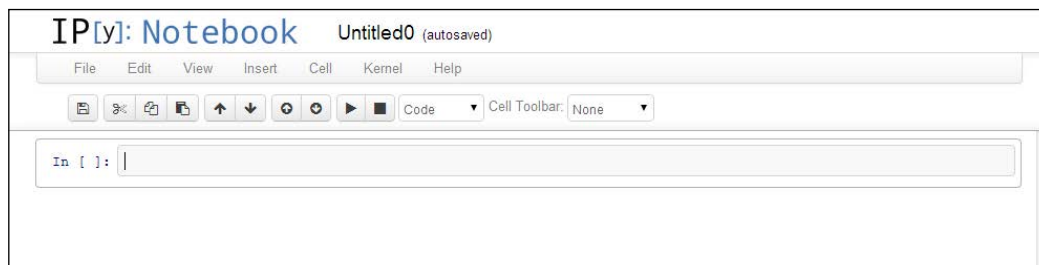 IP[y]: Notebook Untitled0 (autosaved)
File Edit View Insert Cell Kernel Help
Code Cell Toolbar: None
In [ ]: